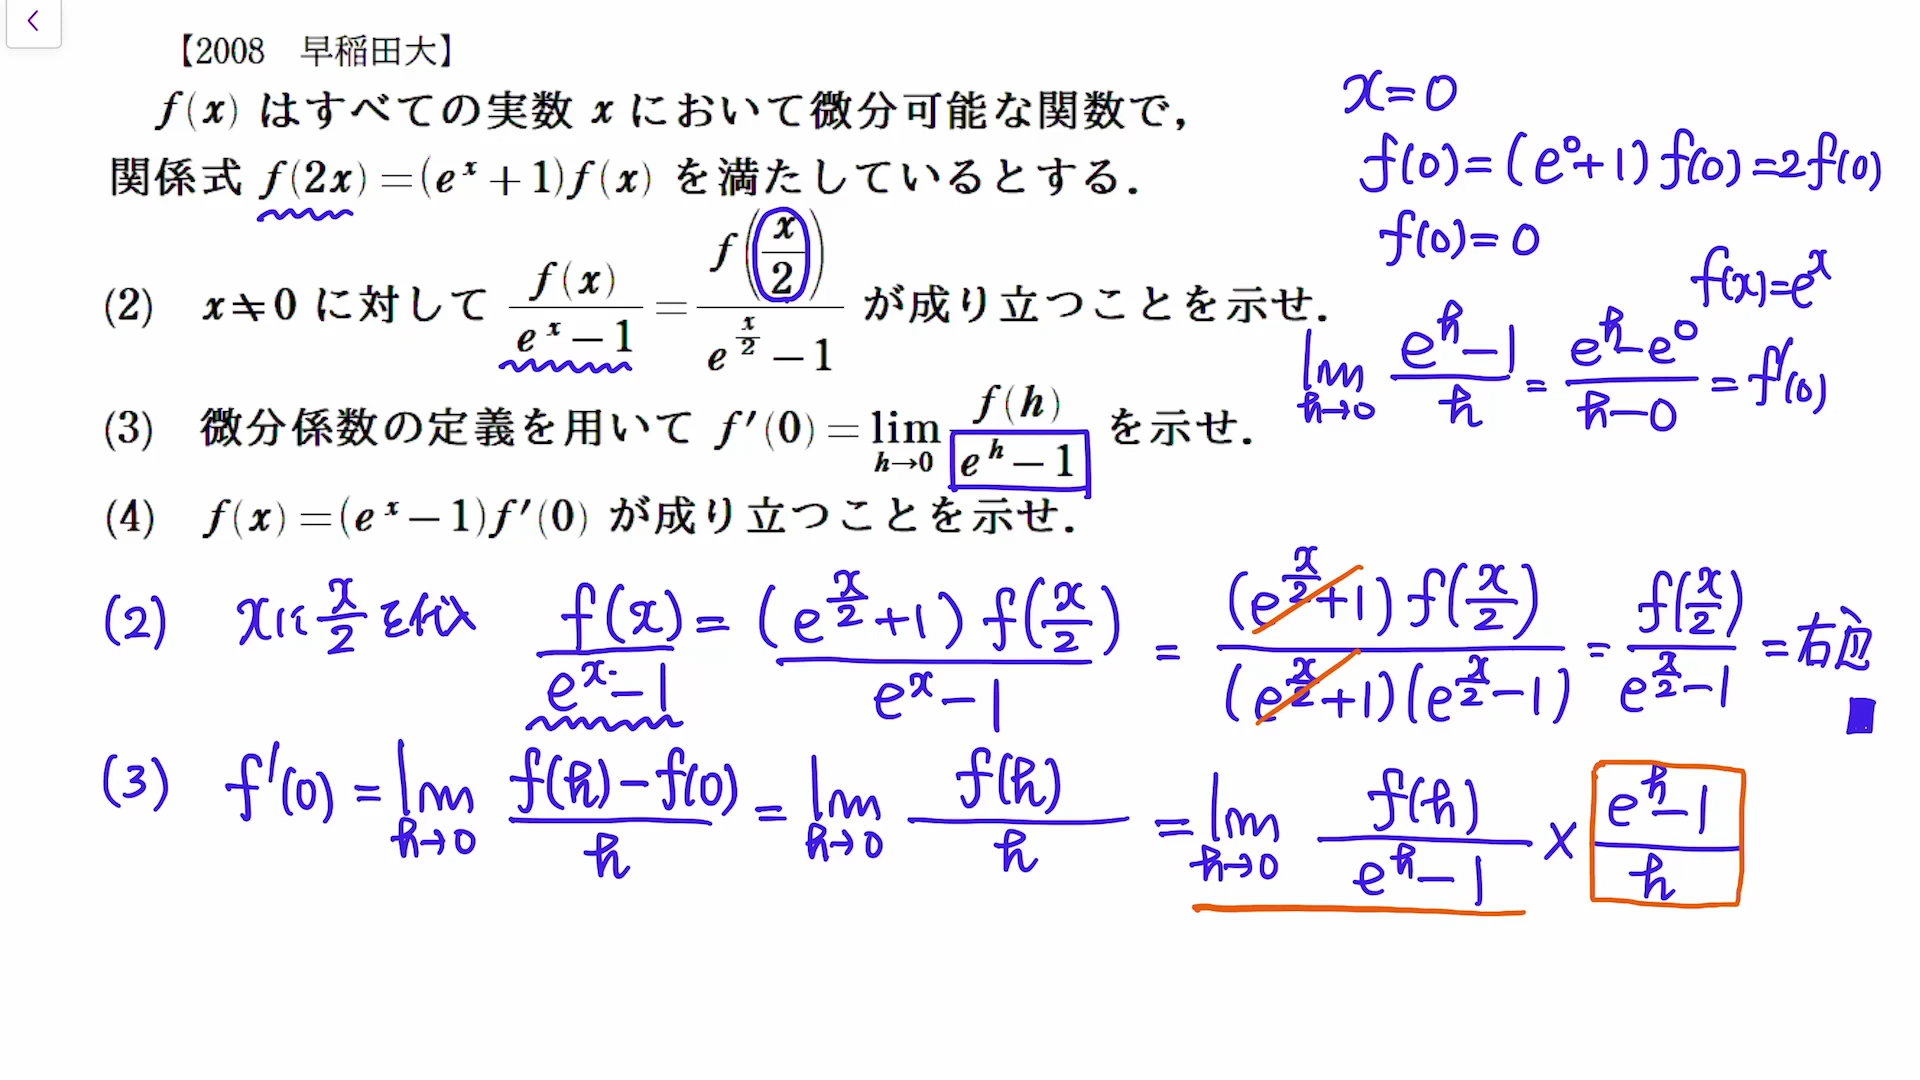 【2008 早稲田大】
f(x) はすべての実数 x において微分可能な関数で，
関係式 f(2x)=(e^x+1)f(x) を満たしているとする．
(2) x≠0 に対して f(x)/(e^x−1) = f(x/2)/(e^(x/2)−1) が成り立つことを示せ．
(3) 微分係数の定義を用いて f′(0)=lim_{h→0} f(h)/(e^h−1) を示せ．
(4) f(x)=(e^x−1)f′(0) が成り立つことを示せ．
x=0
f(0)=(e^0+1)f(0)=2f(0)
f(0)=0
f(x)=e^x
lim_{h→0} (e^h−1)/h = (e^h−e^0)/(h−0) = f′(0)
(2) xにx/2を代入 f(x)/(e^x−1) = (e^(x/2)+1)f(x/2)/(e^x−1) = (e^(x/2)+1)f(x/2)/((e^(x/2)+1)(e^(x/2)−1)) = f(x/2)/(e^(x/2)−1) = 右辺
(3) f′(0) = lim_{h→0} (f(h)−f(0))/h = lim_{h→0} f(h)/h = lim_{h→0} f(h)/(e^h−1) × (e^h−1)/h